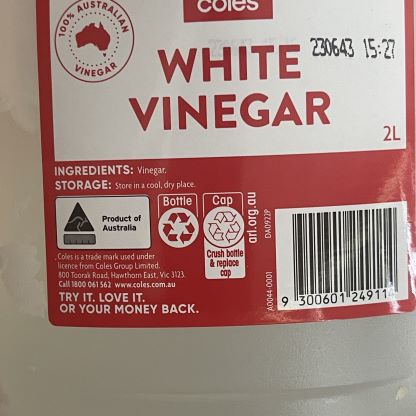 coles
100% AUSTRALIAN
VINEGAR
230643 15:27
WHITE
VINEGAR
2L
INGREDIENTS: Vinegar.
STORAGE: Store in a cool, dry place.
Product of
Australia
Bottle
Cap
Crush bottle
& replace
cap
arl.org.au
DA0922P
Coles is a trade mark used under
licence from Coles Group Limited.
800 Toorak Road, Hawthorn East, Vic 3123.
Call 1800 061 562 www.coles.com.au
TRY IT. LOVE IT.
OR YOUR MONEY BACK.
A0044-0001
9 300601 24911